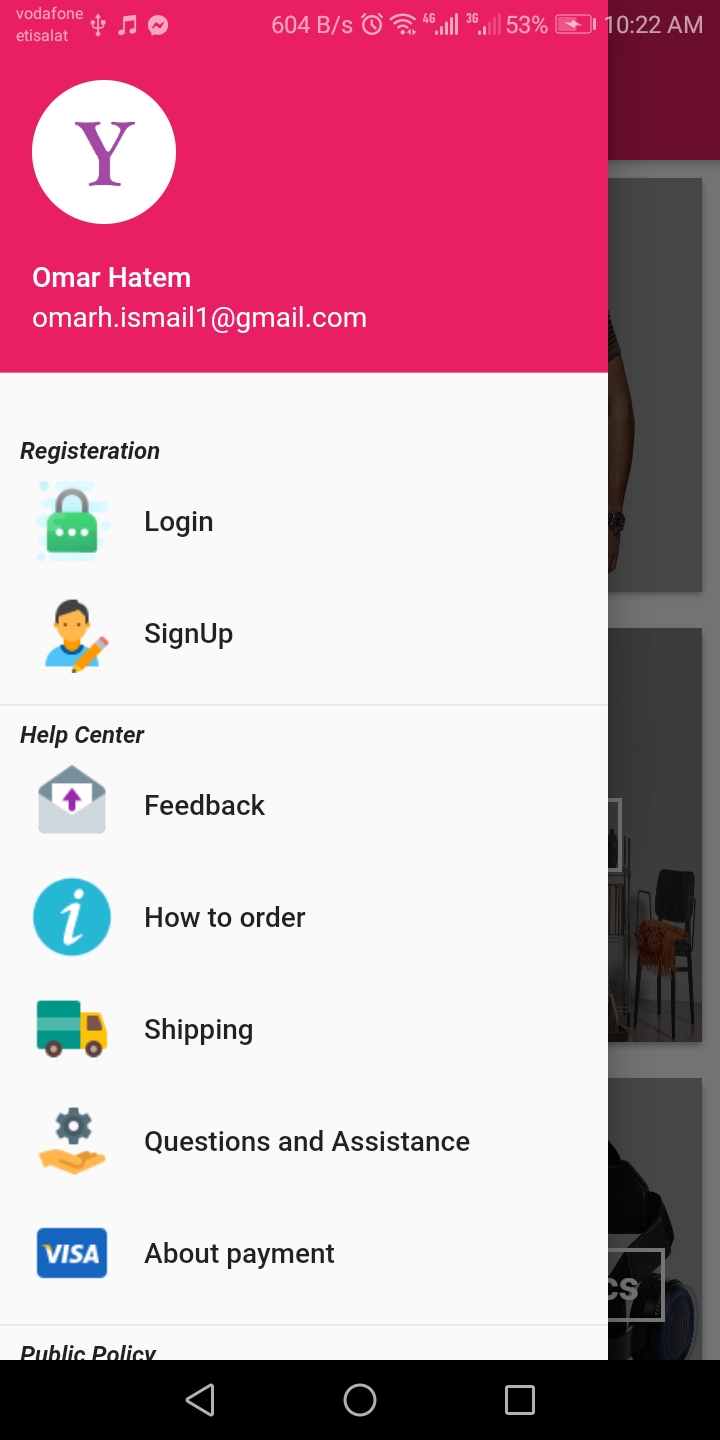 vodafone
etisalat
604 B/s 4G 3G 53% 10:22 AM
Y
Omar Hatem
omarh.ismail1@gmail.com
Registeration
Login
SignUp
Help Center
Feedback
i How to order
Shipping
Questions and Assistance
VISA About payment
cs
Public Policy